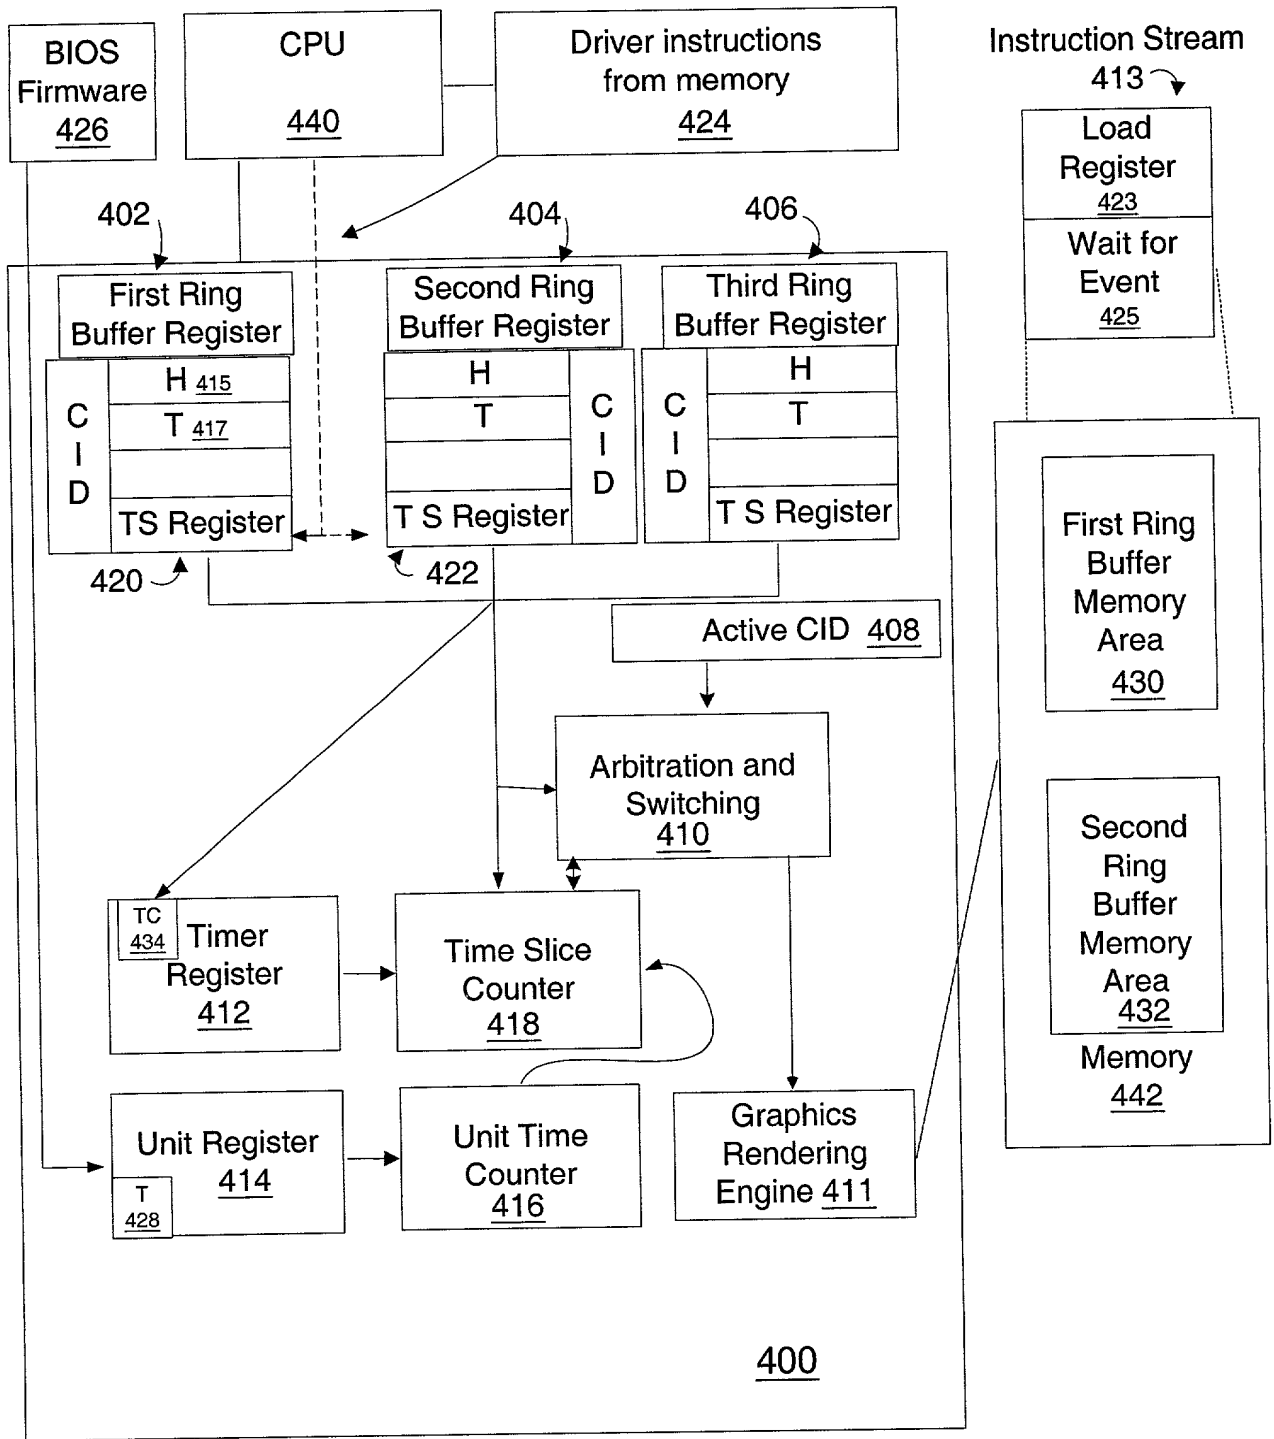 BIOS
Firmware
426
CPU
440
Driver instructions
from memory
424
Instruction Stream
413
Load
Register
423
Wait for
Event
425
402
404
406
First Ring
Buffer Register
C
I
D
H 415
T 417
TS Register
Second Ring
Buffer Register
H
T
T S Register
C
I
D
Third Ring
Buffer Register
C
I
D
H
T
T S Register
420
422
Active CID 408
Arbitration and
Switching
410
TC
434
Timer
Register
412
Time Slice
Counter
418
Unit Register
414
T
428
Unit Time
Counter
416
Graphics
Rendering
Engine 411
First Ring
Buffer
Memory
Area
430
Second
Ring
Buffer
Memory
Area
432
Memory
442
400